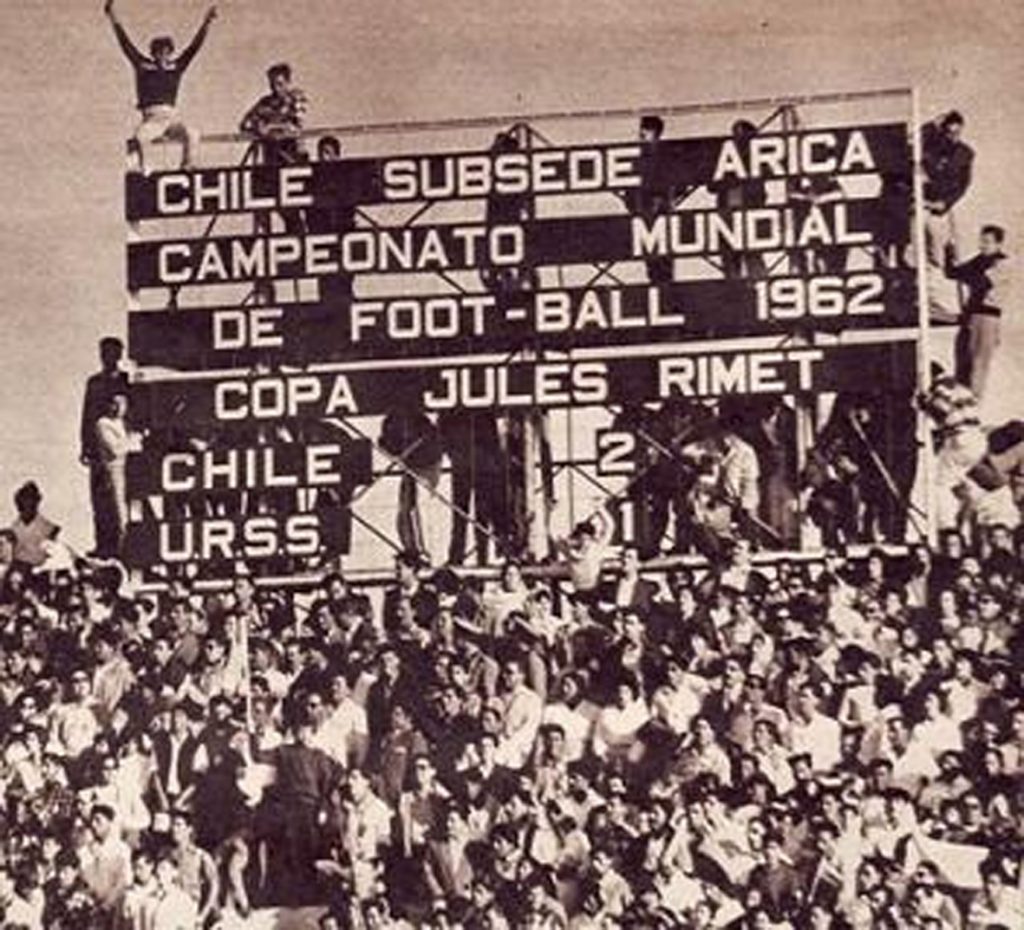 CHILE SUBSEDE ARICA
CAMPEONATO MUNDIAL
DE FOOT-BALL 1962
COPA JULES RIMET
CHILE 2
U.R.S.S. 1